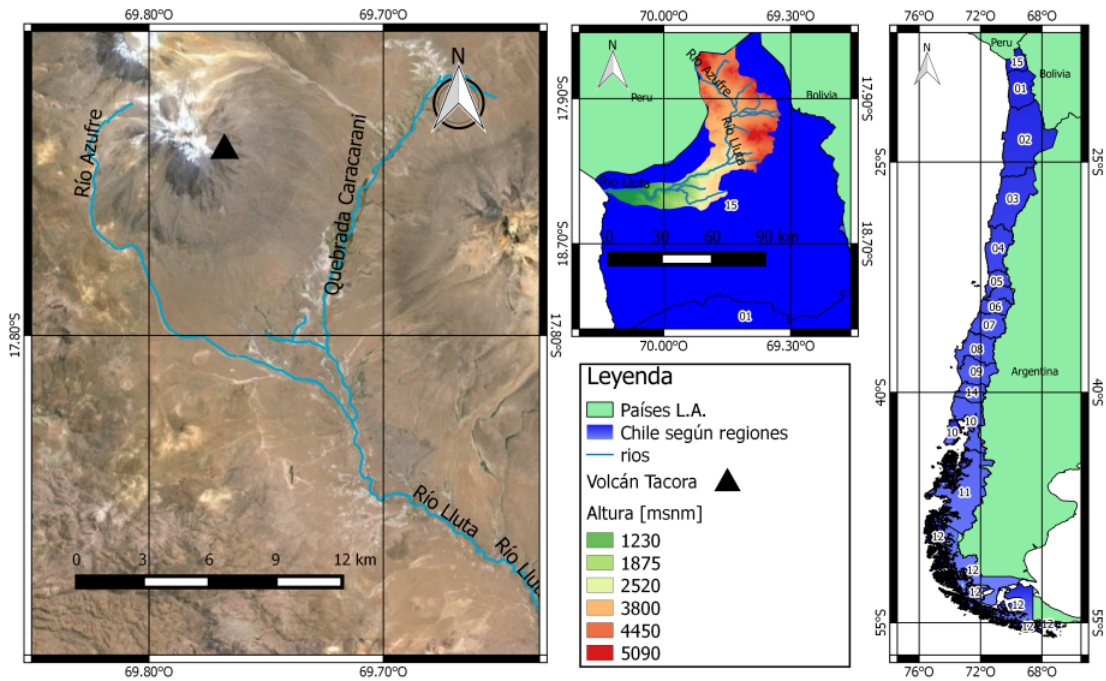 69.80°O
69.70°O
N
Río Azufre
Quebrada Caracarani
17.80°S
17.80°S
Río Lluta
Río Lluta
0
3
6
9
12 km
69.80°O
69.70°O
70.00°O
69.30°O
N
Río Azufre
Peru
Bolivia
Río Lluta
Río Lluta
15
17.90°S
18.70°S
18.70°S
17.90°S
0
30
60
90 km
01
70.00°O
69.30°O
Leyenda
Países L.A.
Chile según regiones
rios
Volcán Tacora
Altura [msnm]
1230
1875
2520
3800
4450
5090
76°O
72°O
68°O
N
Peru
Bolivia
15
01
02
25°S
25°S
03
04
05
06
07
08
09
Argentina
14
40°S
40°S
10
10
11
12
12
12
12
12
12
55°S
55°S
76°O
72°O
68°O